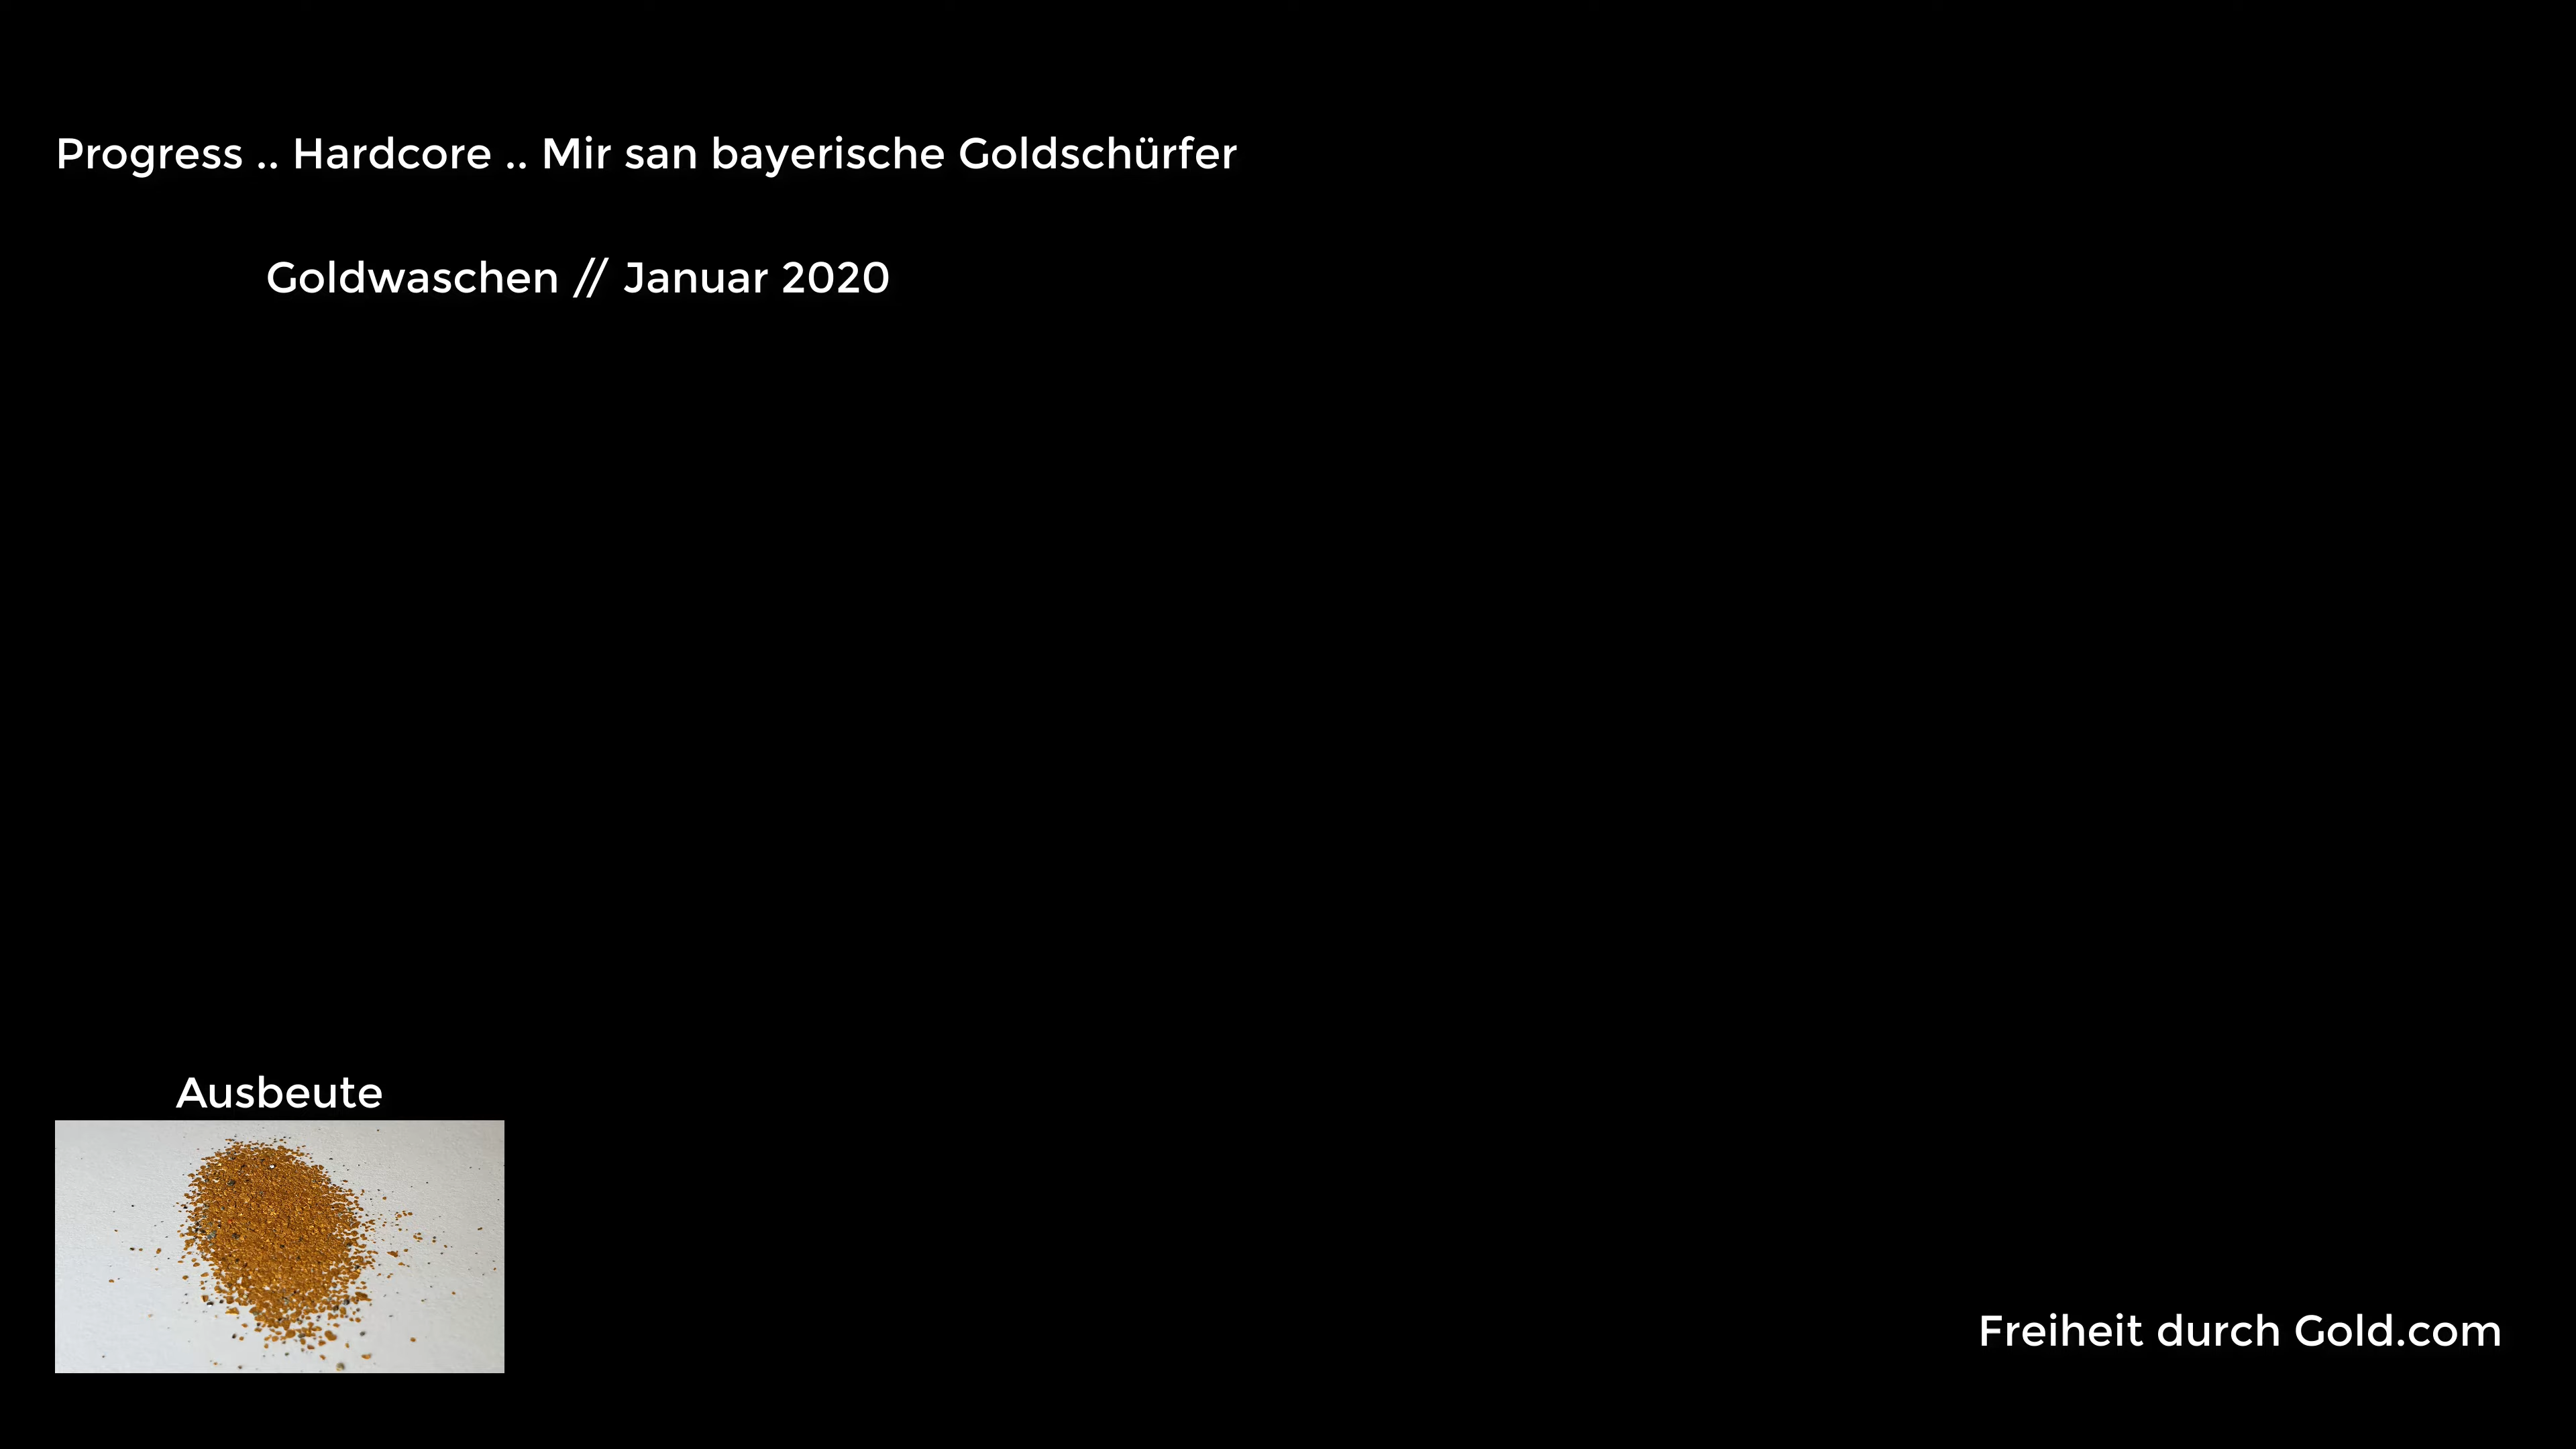 Progress .. Hardcore .. Mir san bayerische Goldschürfer
Goldwaschen // Januar 2020
Ausbeute
Freiheit durch Gold.com